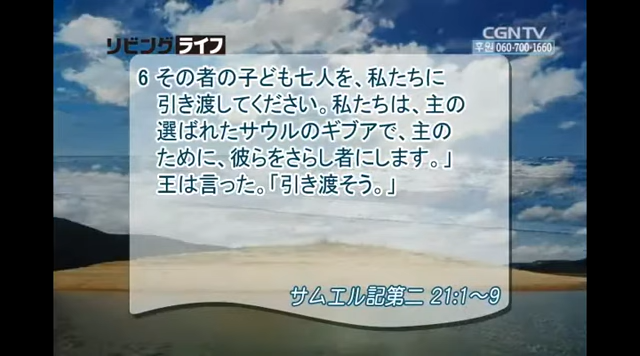 リビングライフ
CGNTV
후원 060-700-1660
6 その者の子ども七人を、私たちに
引き渡してください。私たちは、主の
選ばれたサウルのギブアで、主の
ために、彼らをさらし者にします。」
王は言った。「引き渡そう。」
サムエル記第二 21:1～9